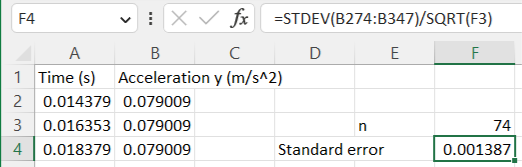 F4 fx =STDEV(B274:B347)/SQRT(F3)
A B C D E F
1 Time (s) Acceleration y (m/s^2)
2 0.014379 0.079009
3 0.016353 0.079009 n 74
4 0.018379 0.079009 Standard error 0.001387